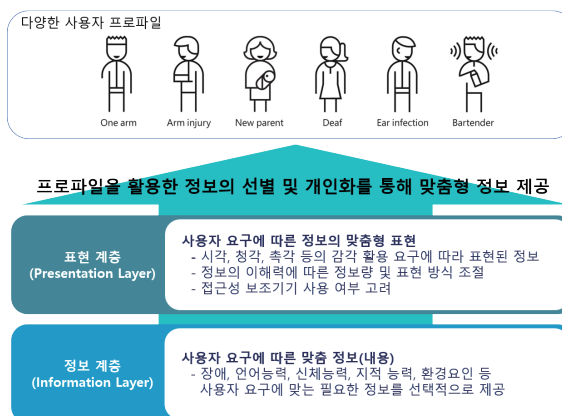 다양한 사용자 프로파일
One arm
Arm injury
New parent
Deaf
Ear infection
Bartender
프로파일을 활용한 정보의 선별 및 개인화를 통해 맞춤형 정보 제공
표현 계층
(Presentation Layer)
사용자 요구에 따른 정보의 맞춤형 표현
- 시각, 청각, 촉각 등의 감각 활용 요구에 따라 표현된 정보
- 정보의 이해력에 따른 정보량 및 표현 방식 조절
- 접근성 보조기기 사용 여부 고려
정보 계층
(Information Layer)
사용자 요구에 따른 맞춤 정보(내용)
- 장애, 언어능력, 신체능력, 지적 능력, 환경요인 등
사용자 요구에 맞는 필요한 정보를 선택적으로 제공